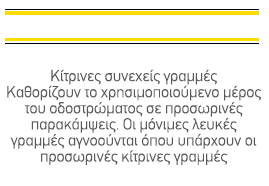 Κίτρινες συνεχείς γραμμές
Καθορίζουν το χρησιμοποιούμενο μέρος
του οδοστρώματος σε προσωρινές
παρακάμψεις. Οι μόνιμες λευκές
γραμμές αγνοούνται όπου υπάρχουν οι
προσωρινές κίτρινες γραμμές